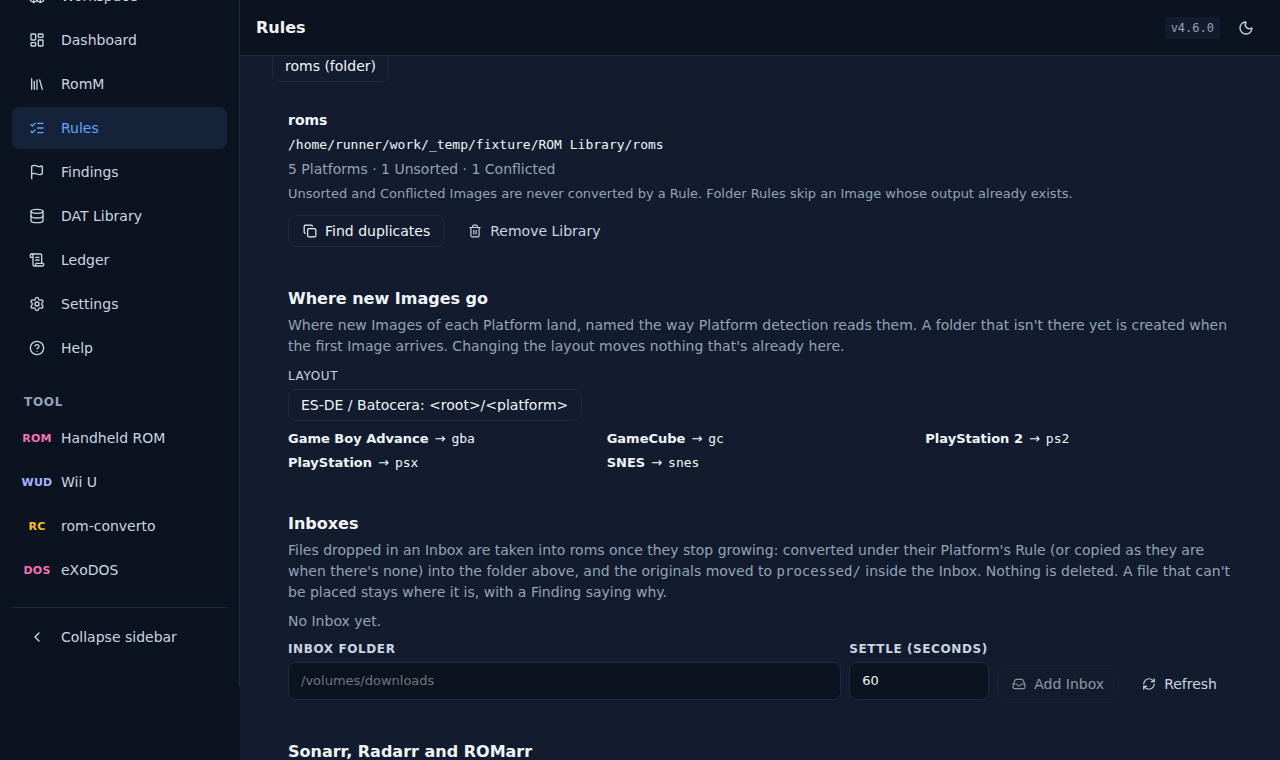 Workspace
Dashboard
RomM
Rules
Findings
DAT Library
Ledger
Settings
Help
TOOL
ROM Handheld ROM
WUD Wii U
RC rom-converto
DOS eXoDOS
Collapse sidebar
Rules
v4.6.0
roms (folder)
roms
/home/runner/work/_temp/fixture/ROM Library/roms
5 Platforms · 1 Unsorted · 1 Conflicted
Unsorted and Conflicted Images are never converted by a Rule. Folder Rules skip an Image whose output already exists.
Find duplicates
Remove Library
Where new Images go
Where new Images of each Platform land, named the way Platform detection reads them. A folder that isn't there yet is created when
the first Image arrives. Changing the layout moves nothing that's already here.
LAYOUT
ES-DE / Batocera: <root>/<platform>
Game Boy Advance → gba
GameCube → gc
PlayStation 2 → ps2
PlayStation → psx
SNES → snes
Inboxes
Files dropped in an Inbox are taken into roms once they stop growing: converted under their Platform's Rule (or copied as they are
when there's none) into the folder above, and the originals moved to processed/ inside the Inbox. Nothing is deleted. A file that can't
be placed stays where it is, with a Finding saying why.
No Inbox yet.
INBOX FOLDER
SETTLE (SECONDS)
/volumes/downloads
60
Add Inbox
Refresh
Sonarr, Radarr and ROMarr